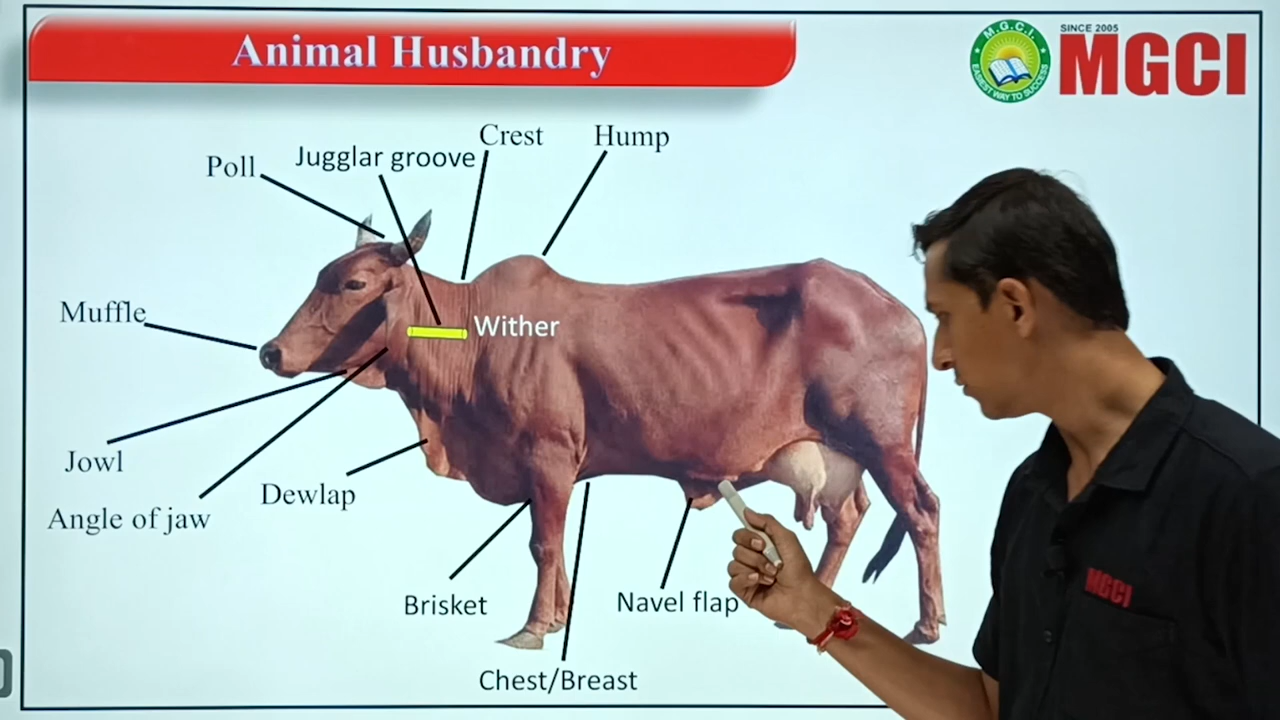 Animal Husbandry
SINCE 2005
MGCI
M.G.C.I.
EASIEST WAY TO SUCCESS
Crest
Hump
Jugglar groove
Poll
Muffle
Wither
Jowl
Dewlap
Angle of jaw
Brisket
Navel flap
Chest/Breast
MGCI